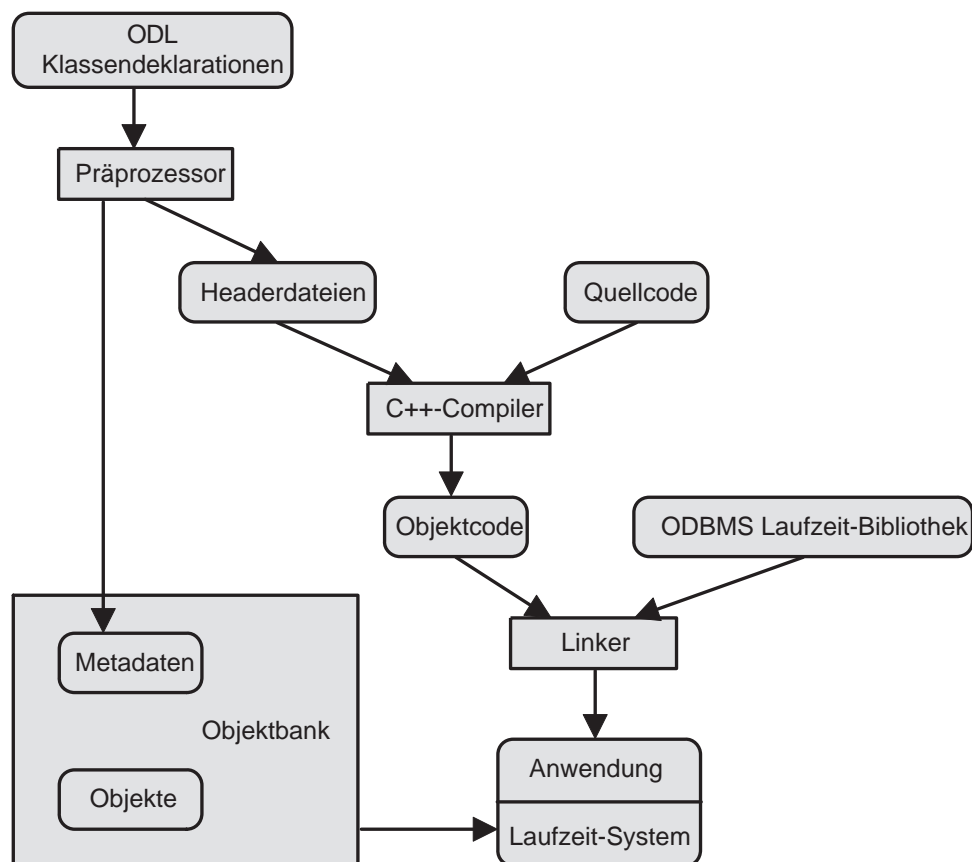 ODL
Klassendeklarationen
Präprozessor
Headerdateien
Quellcode
C++-Compiler
Objektcode
ODBMS Laufzeit-Bibliothek
Linker
Metadaten
Objektbank
Anwendung
Objekte
Laufzeit-System